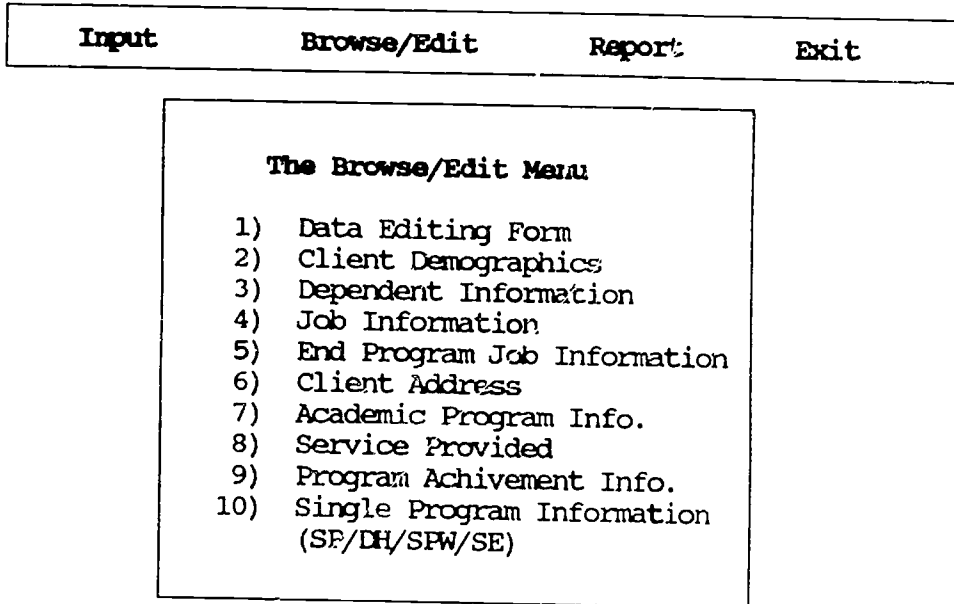 Input Browse/Edit Report Exit
The Browse/Edit Menu
1) Data Editing Form
2) Client Demographics
3) Dependent Information
4) Job Information
5) End Program Job Information
6) Client Address
7) Academic Program Info.
8) Service Provided
9) Program Achivement Info.
10) Single Program Information
(SP/DH/SPW/SE)